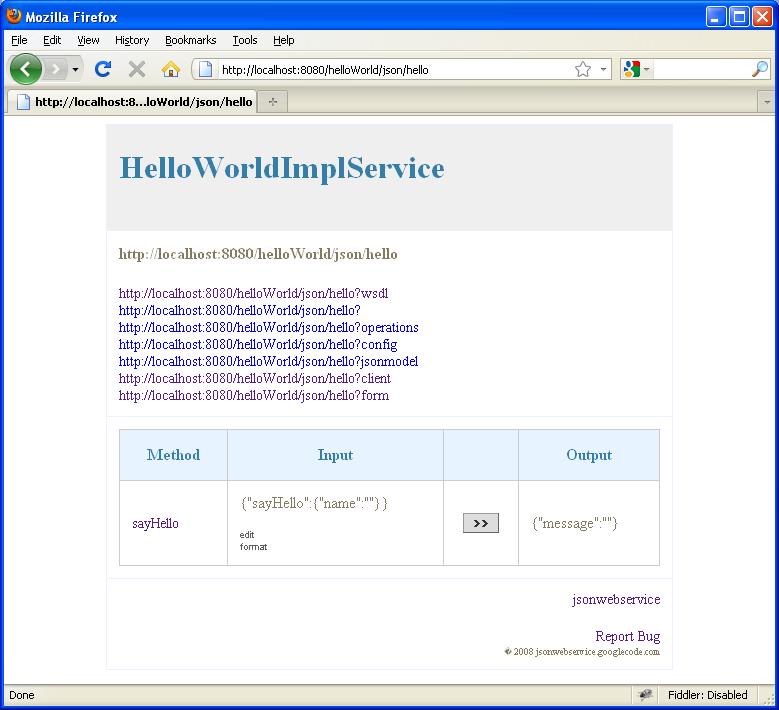 Mozilla Firefox
File Edit View History Bookmarks Tools Help
http://localhost:8080/helloWorld/json/hello
http://localhost:8...loWorld/json/hello
HelloWorldImplService
http://localhost:8080/helloWorld/json/hello
http://localhost:8080/helloWorld/json/hello?wsdl
http://localhost:8080/helloWorld/json/hello?
http://localhost:8080/helloWorld/json/hello?operations
http://localhost:8080/helloWorld/json/hello?config
http://localhost:8080/helloWorld/json/hello?jsonmodel
http://localhost:8080/helloWorld/json/hello?client
http://localhost:8080/helloWorld/json/hello?form
Method Input Output
sayHello {"sayHello":{"name":""}} >> {"message":""}
edit
format
jsonwebservice
Report Bug
� 2008 jsonwebservice.googlecode.com
Done Fiddler: Disabled